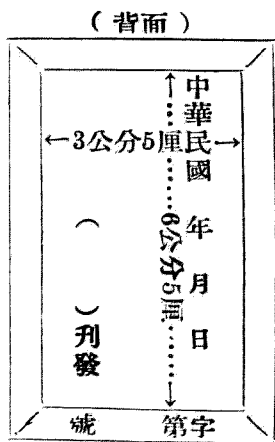 （背面）
中華民國 年 月 日
←3公分5厘→
←……6公分5厘……→
（ ）刊發
字第 號